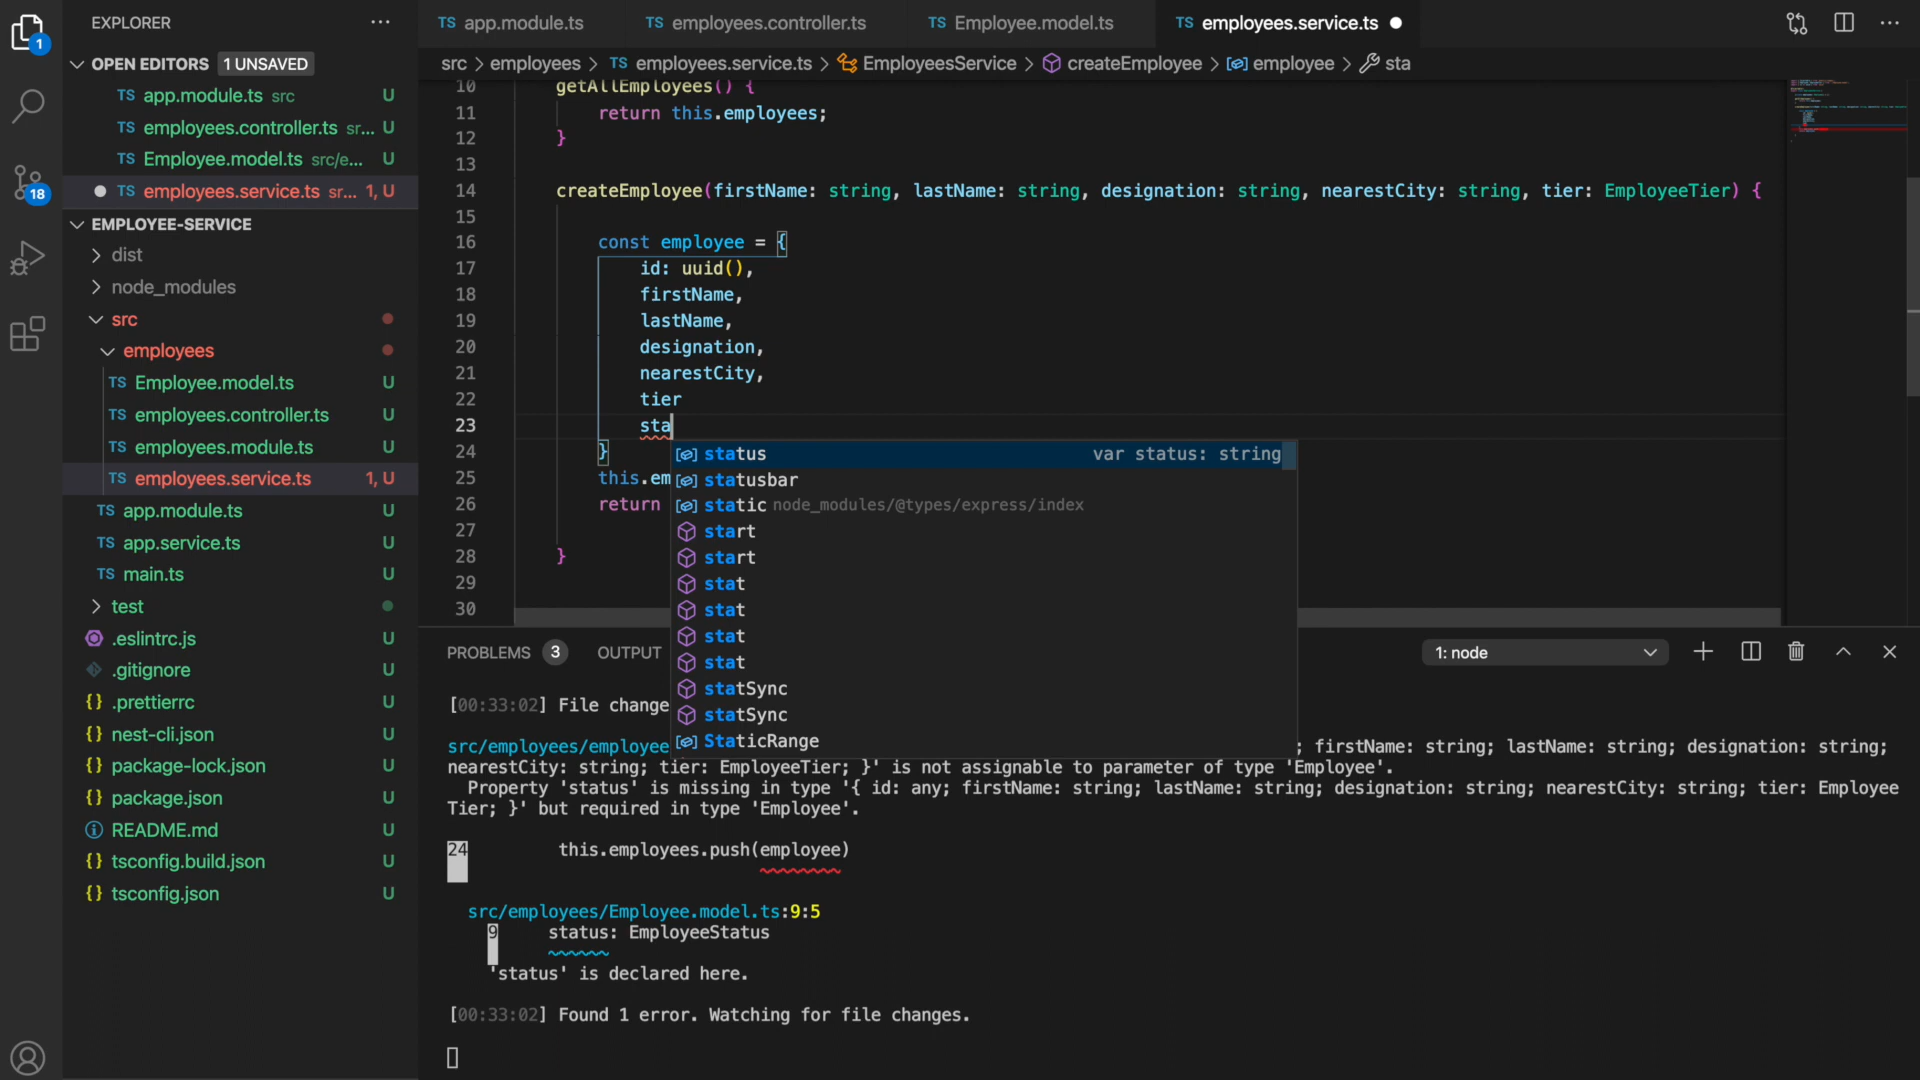 EXPLORER
OPEN EDITORS 1 UNSAVED
TS app.module.ts src U
TS employees.controller.ts sr... U
TS Employee.model.ts src/e... U
TS employees.service.ts sr... 1, U
EMPLOYEE-SERVICE
dist
node_modules
src
employees
TS Employee.model.ts U
TS employees.controller.ts U
TS employees.module.ts U
TS employees.service.ts 1, U
TS app.module.ts U
TS app.service.ts U
TS main.ts U
test
.eslintrc.js U
.gitignore U
{} .prettierrc U
{} nest-cli.json U
{} package-lock.json U
{} package.json U
README.md U
{} tsconfig.build.json U
{} tsconfig.json U
1
18
TS app.module.ts TS employees.controller.ts TS Employee.model.ts TS employees.service.ts
src > employees > TS employees.service.ts > EmployeesService > createEmployee > employee > sta
10 getAllEmployees() {
11 return this.employees;
12 }
13
14 createEmployee(firstName: string, lastName: string, designation: string, nearestCity: string, tier: EmployeeTier) {
15
16 const employee = {
17 id: uuid(),
18 firstName,
19 lastName,
20 designation,
21 nearestCity,
22 tier
23 sta
24 }
25 this.em
26 return
27
28 }
29
30
status var status: string
statusbar
static node_modules/@types/express/index
start
start
stat
stat
stat
stat
statSync
statSync
StaticRange
PROBLEMS 3 OUTPUT 1: node
[00:33:02] File change
src/employees/employee ; firstName: string; lastName: string; designation: string;
nearestCity: string; tier: EmployeeTier; }' is not assignable to parameter of type 'Employee'.
Property 'status' is missing in type '{ id: any; firstName: string; lastName: string; designation: string; nearestCity: string; tier: Employee
Tier; }' but required in type 'Employee'.
24 this.employees.push(employee)
src/employees/Employee.model.ts:9:5
9 status: EmployeeStatus
'status' is declared here.
[00:33:02] Found 1 error. Watching for file changes.